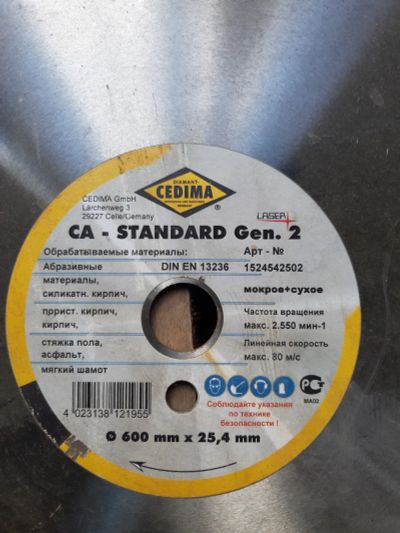 DIAMANT-
CEDIMA
®
CEDIMA GmbH
Lärchenweg 3
29227 Celle/Gemany
LASER
CA - STANDARD Gen. 2
Обрабатываемые материалы:
Арт - №
Абразивные
DIN EN 13236
1524542502
материалы,
силикатн. кирпич,
мокрое+сухое
пррист. кирпич,
кирпич,
Частота вращения
макс. 2.550 мин-1
стяжка пола,
асфальт,
Линейная скорость
макс. 80 м/с
мягкий шамот
4 023138 121955
Соблюдайте указания
по технике
безопасности !
МА02
Ø 600 mm x 25,4 mm